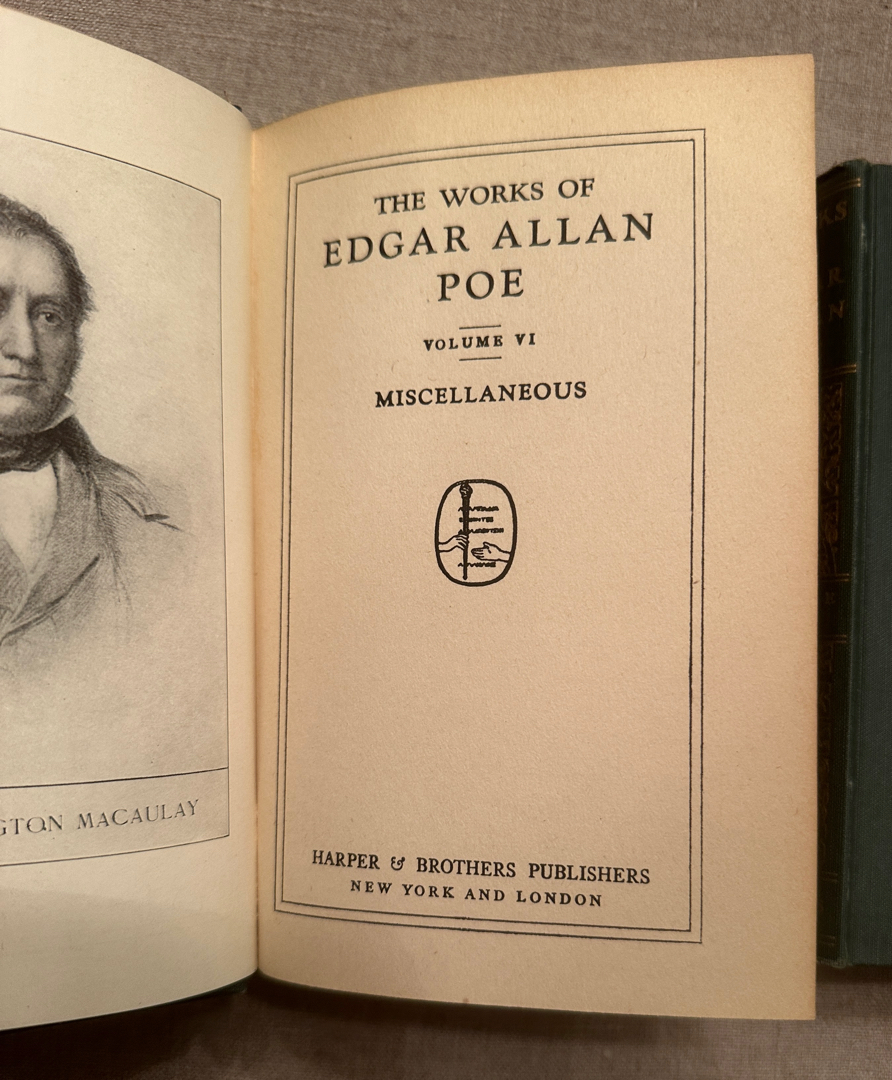 GTON MACAULAY
THE WORKS OF
EDGAR ALLAN
POE
VOLUME VI
MISCELLANEOUS
HARPER & BROTHERS PUBLISHERS
NEW YORK AND LONDON